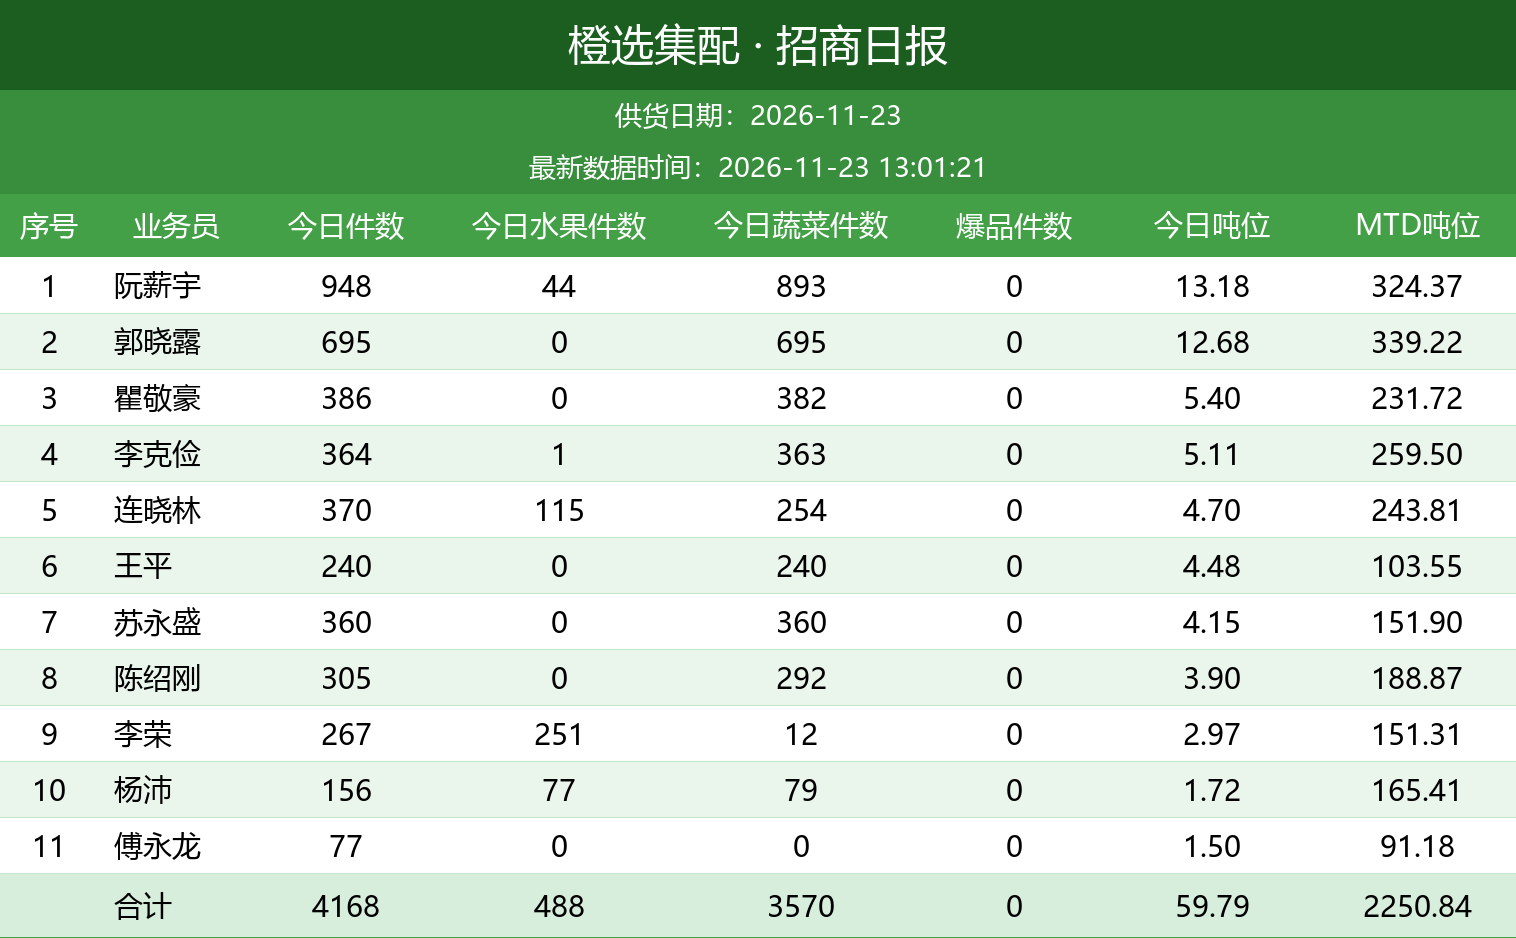 橙选集配 · 招商日报
供货日期：2026-11-23
最新数据时间：2026-11-23 13:01:21
序号 业务员 今日件数 今日水果件数 今日蔬菜件数 爆品件数 今日吨位 MTD吨位
1 阮薪宇 948 44 893 0 13.18 324.37
2 郭晓露 695 0 695 0 12.68 339.22
3 瞿敬豪 386 0 382 0 5.40 231.72
4 李克俭 364 1 363 0 5.11 259.50
5 连晓林 370 115 254 0 4.70 243.81
6 王平 240 0 240 0 4.48 103.55
7 苏永盛 360 0 360 0 4.15 151.90
8 陈绍刚 305 0 292 0 3.90 188.87
9 李荣 267 251 12 0 2.97 151.31
10 杨沛 156 77 79 0 1.72 165.41
11 傅永龙 77 0 0 0 1.50 91.18
合计 4168 488 3570 0 59.79 2250.84